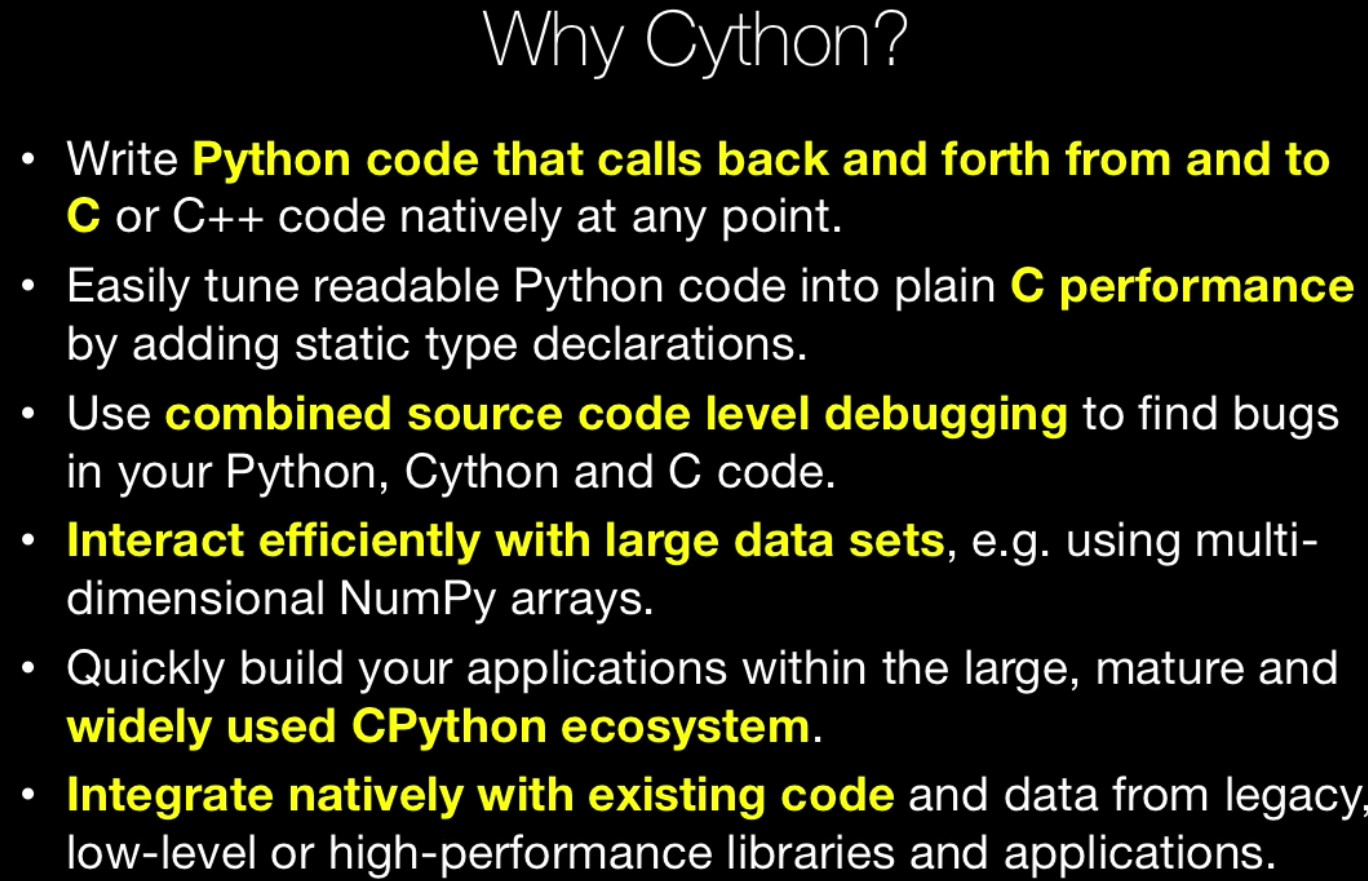 Why Cython?
• Write Python code that calls back and forth from and to
C or C++ code natively at any point.
• Easily tune readable Python code into plain C performance
by adding static type declarations.
• Use combined source code level debugging to find bugs
in your Python, Cython and C code.
• Interact efficiently with large data sets, e.g. using multi-
dimensional NumPy arrays.
• Quickly build your applications within the large, mature and
widely used CPython ecosystem.
• Integrate natively with existing code and data from legacy,
low-level or high-performance libraries and applications.